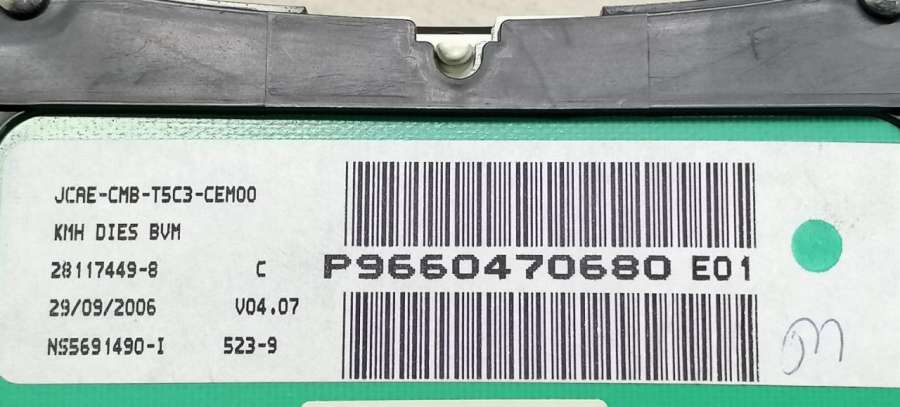 JCAE-CMB-T5C3-CEM00
KMH DIES BVM
28117449-8 C
29/09/2006 V04.07
NS5691490-I 523-9
P9660470680 E01